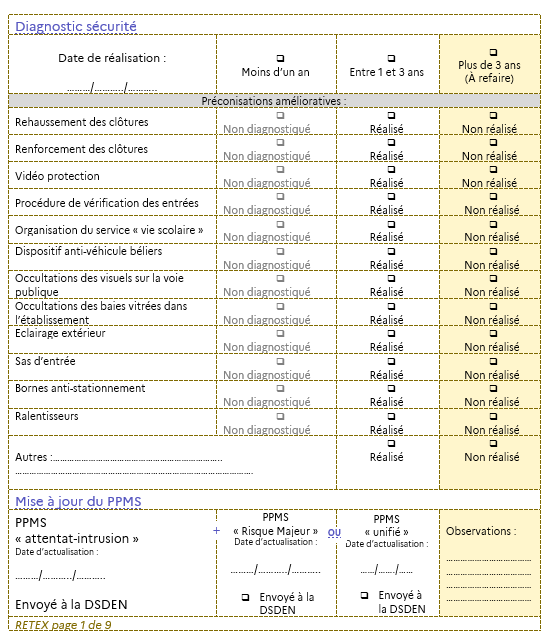 Diagnostic sécurité
Date de réalisation :
………./………../………..
❑
Moins d’un an
❑
Entre 1 et 3 ans
❑
Plus de 3 ans
(À refaire)
Préconisations amélioratives :
Rehaussement des clôtures
❑ Non diagnostiqué
❑ Réalisé
❑ Non réalisé
Renforcement des clôtures
❑ Non diagnostiqué
❑ Réalisé
❑ Non réalisé
Vidéo protection
❑ Non diagnostiqué
❑ Réalisé
❑ Non réalisé
Procédure de vérification des entrées
❑ Non diagnostiqué
❑ Réalisé
❑ Non réalisé
Organisation du service « vie scolaire »
❑ Non diagnostiqué
❑ Réalisé
❑ Non réalisé
Dispositif anti-véhicule béliers
❑ Non diagnostiqué
❑ Réalisé
❑ Non réalisé
Occultations des visuels sur la voie
publique
❑ Non diagnostiqué
❑ Réalisé
❑ Non réalisé
Occultations des baies vitrées dans
l’établissement
❑ Non diagnostiqué
❑ Réalisé
❑ Non réalisé
Eclairage extérieur
❑ Non diagnostiqué
❑ Réalisé
❑ Non réalisé
Sas d’entrée
❑ Non diagnostiqué
❑ Réalisé
❑ Non réalisé
Bornes anti-stationnement
❑ Non diagnostiqué
❑ Réalisé
❑ Non réalisé
Ralentisseurs
❑ Non diagnostiqué
❑ Réalisé
❑ Non réalisé
Autres :……………………………………………………..
…………………………………………………………………………….
❑ Réalisé
❑ Non réalisé
Mise à jour du PPMS
PPMS
« attentat-intrusion »
Date d’actualisation :
………/………../………..
Envoyé à la DSDEN
+
PPMS
« Risque Majeur »
Date d’actualisation :
………/………../………..
❑ Envoyé à la
DSDEN
ou
PPMS
« unifié »
Date d’actualisation :
……/……./……
❑ Envoyé à
la DSDEN
Observations :
…………………………
…………………………
…………………………
…………………………
RETEX page 1 de 9